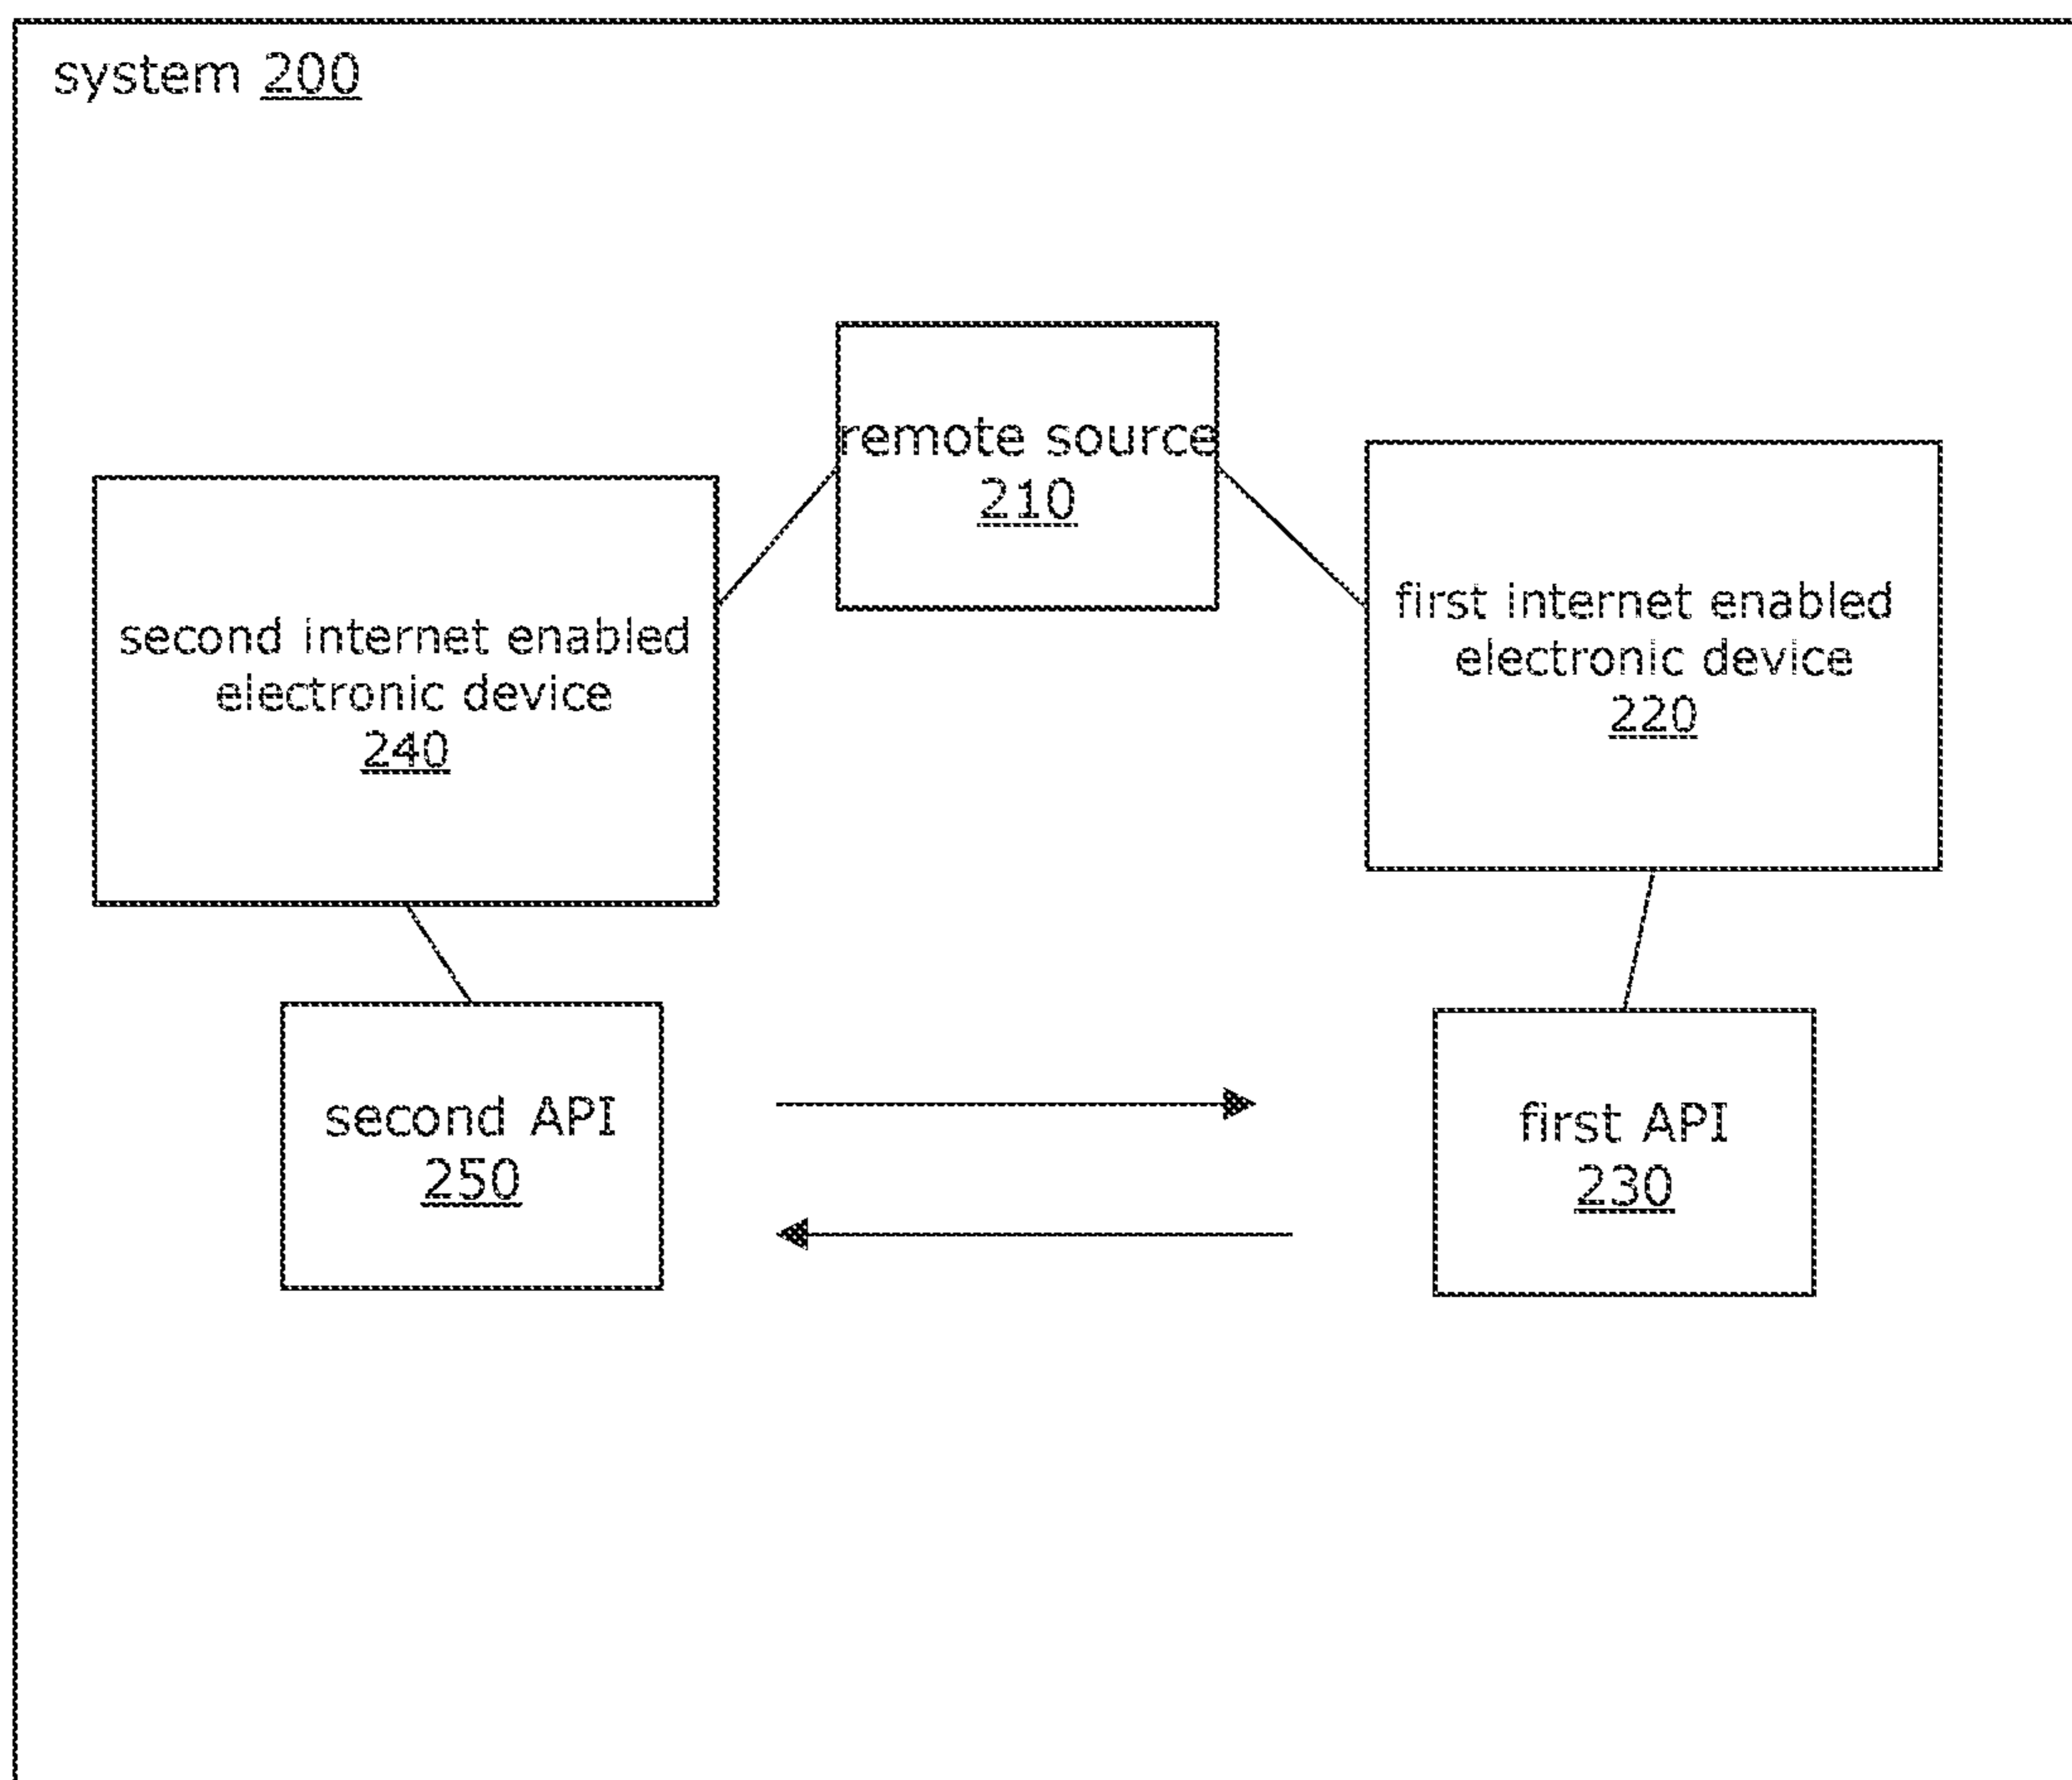 system 200
remote source
210
second internet enabled
electronic device
240
first internet enabled
electronic device
220
second API
250
first API
230